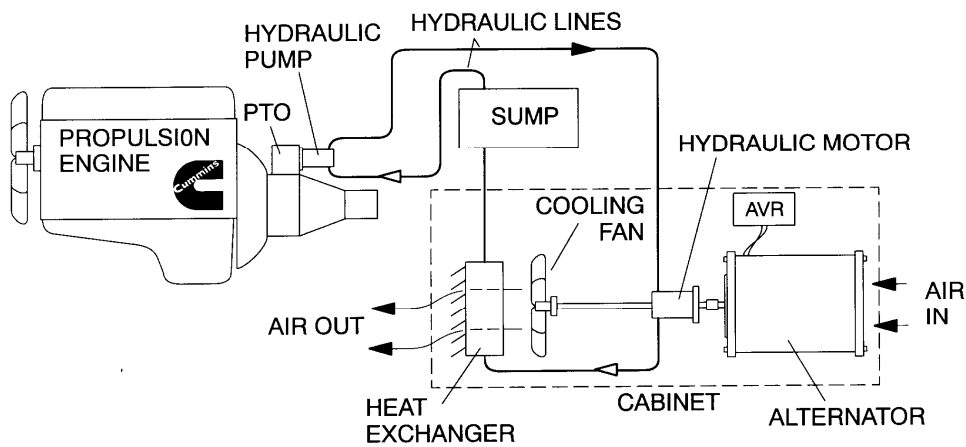 HYDRAULIC LINES
HYDRAULIC
PUMP
PTO
SUMP
PROPULSION
ENGINE
Cummins
HYDRAULIC MOTOR
COOLING
FAN
AVR
AIR OUT
AIR
IN
HEAT
EXCHANGER
CABINET
ALTERNATOR